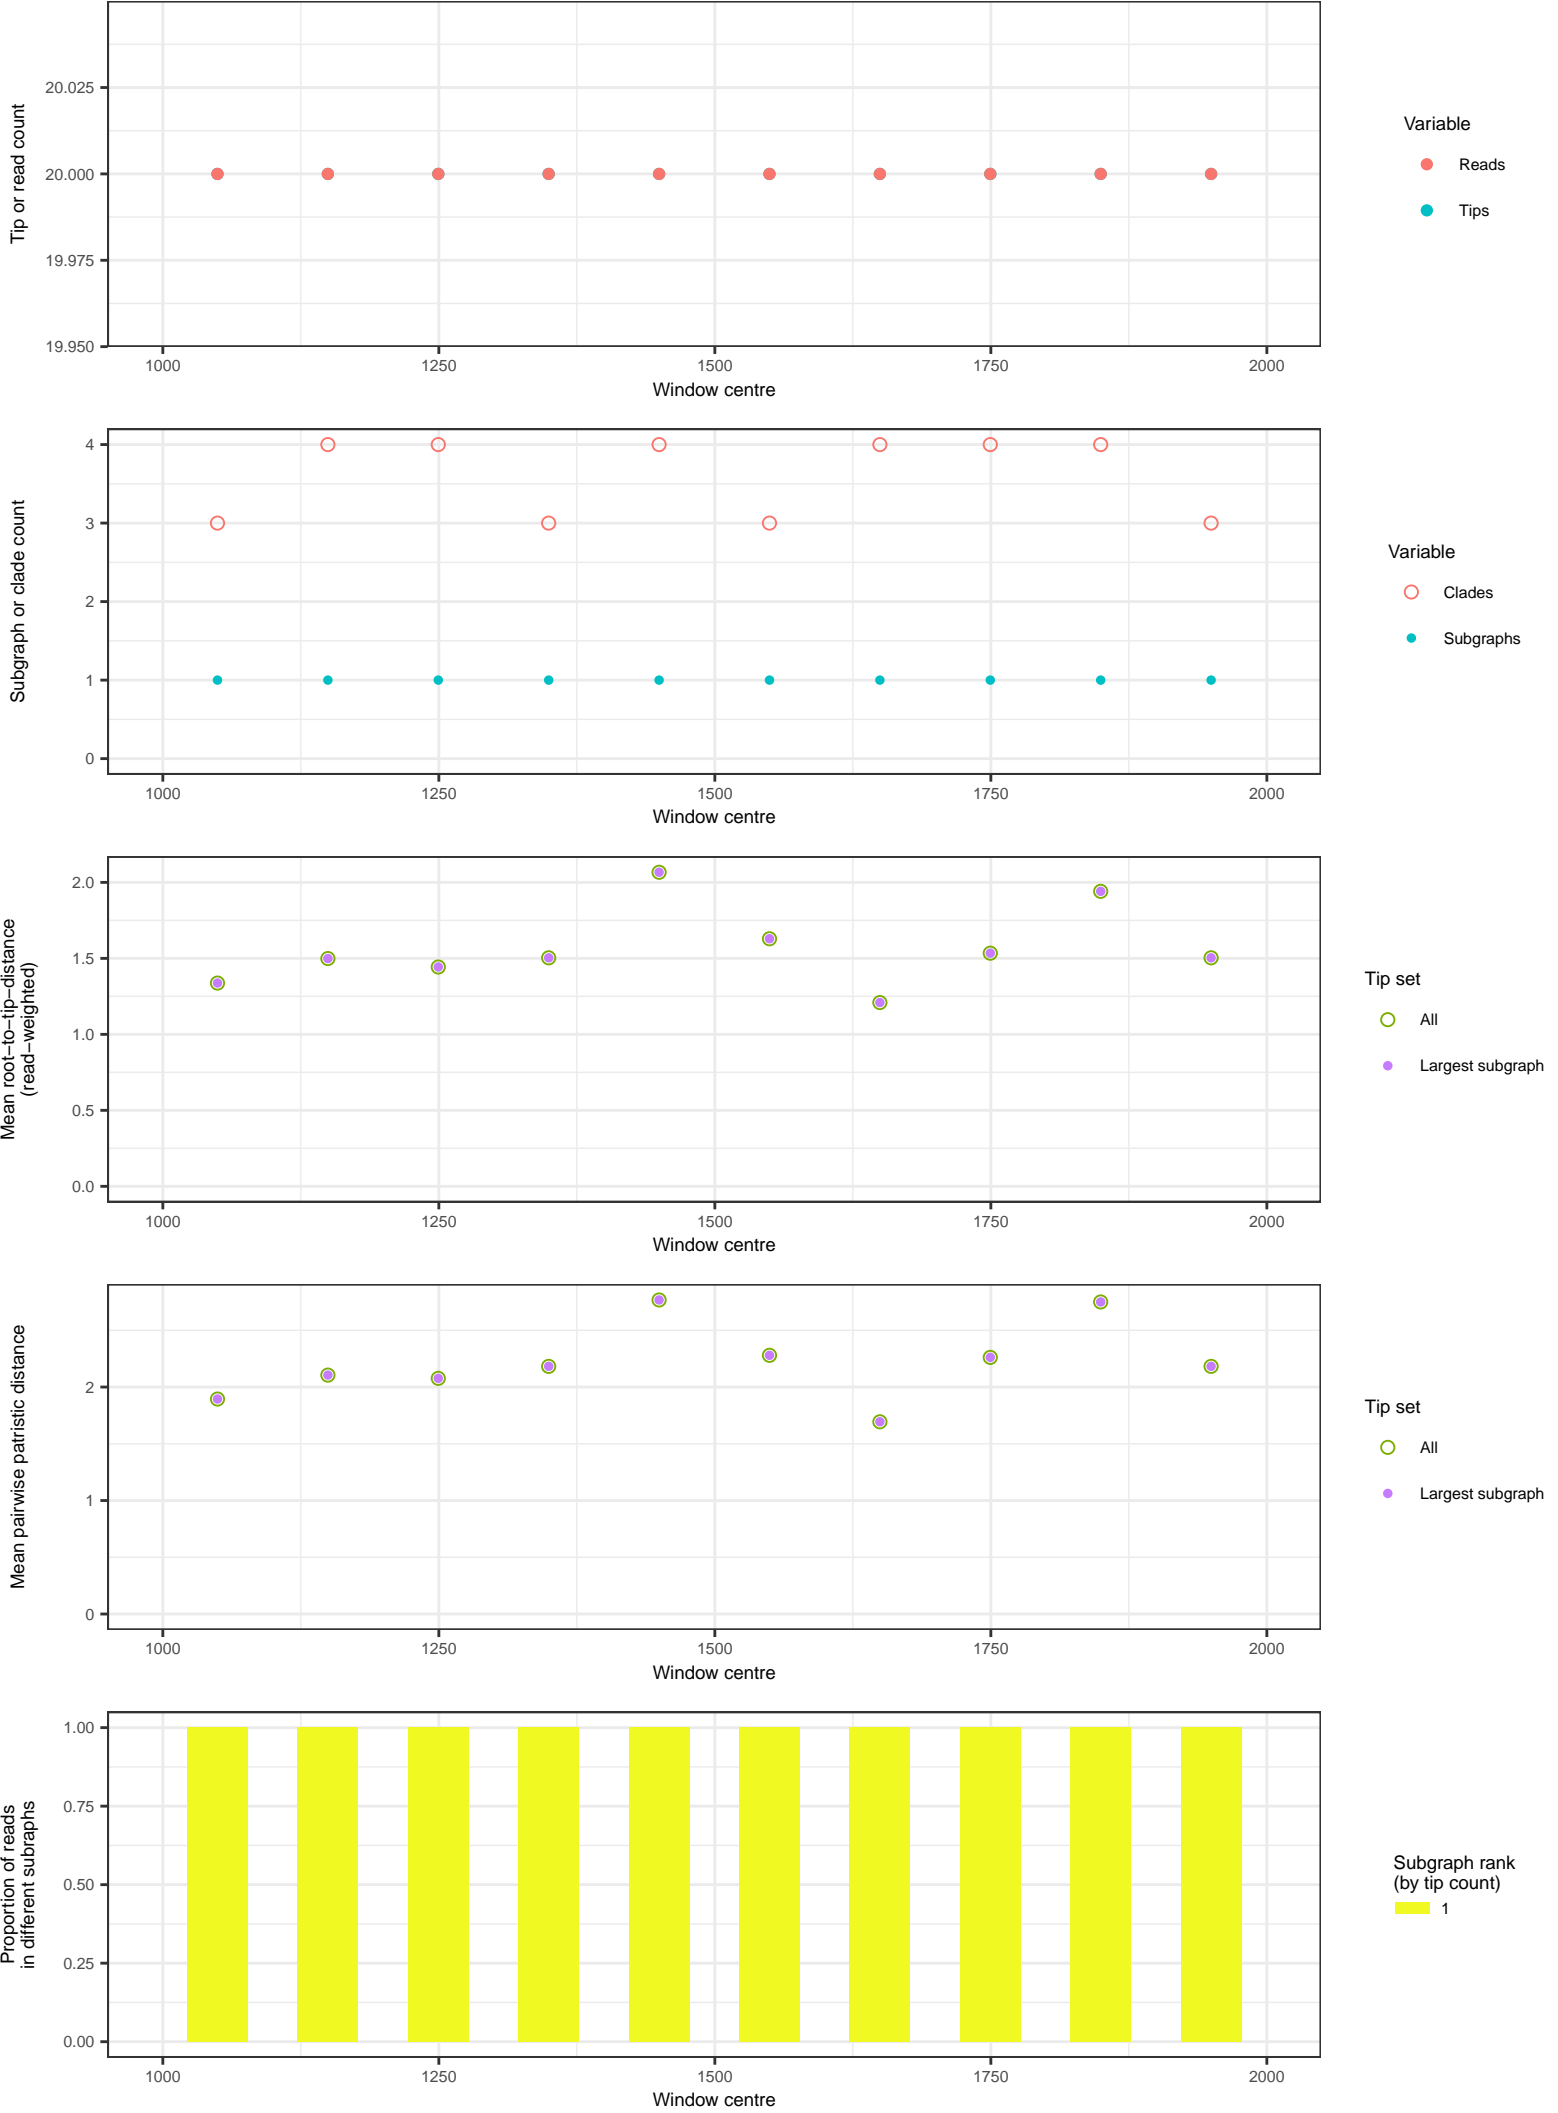 20.025
20.000
19.975
19.950
Tip or read count
1000 1250 1500 1750 2000
Window centre
Variable
Reads
Tips
4
3
2
1
0
Subgraph or clade count
1000 1250 1500 1750 2000
Window centre
Variable
Clades
Subgraphs
2.0
1.5
1.0
0.5
0.0
Mean root−to−tip−distance
(read−weighted)
1000 1250 1500 1750 2000
Window centre
Tip set
All
Largest subgraph
2
1
0
Mean pairwise patristic distance
1000 1250 1500 1750 2000
Window centre
Tip set
All
Largest subgraph
1.00
0.75
0.50
0.25
0.00
Proportion of reads
in different subraphs
1000 1250 1500 1750 2000
Window centre
Subgraph rank
(by tip count)
1